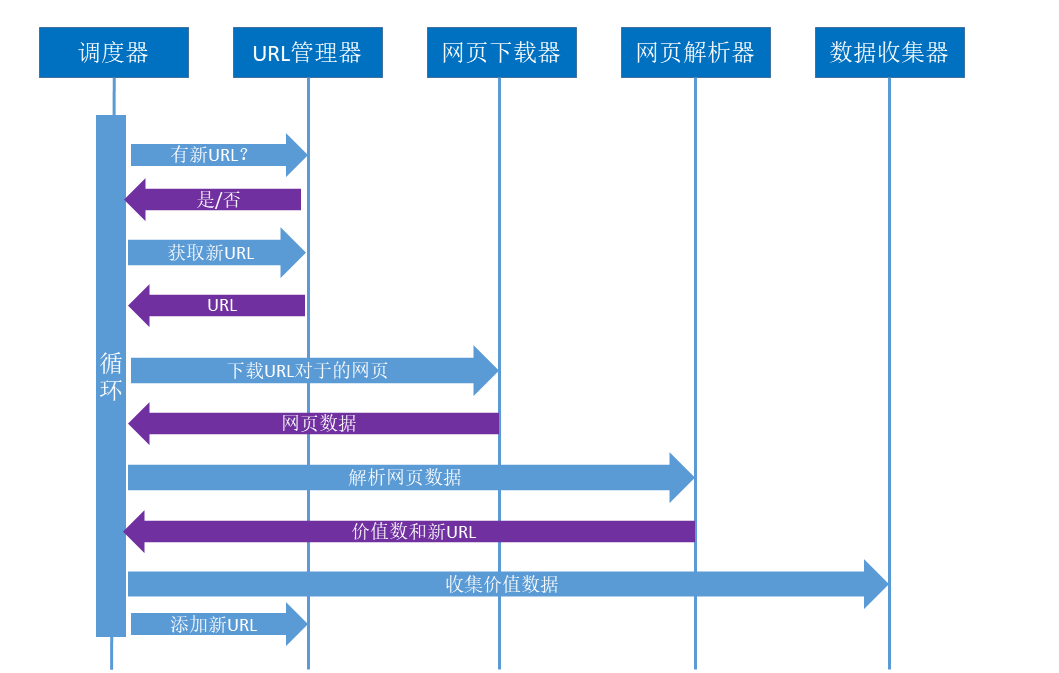 调度器
URL管理器
网页下载器
网页解析器
数据收集器
有新URL？
是/否
获取新URL
URL
循
环
下载URL对于的网页
网页数据
解析网页数据
价值数和新URL
收集价值数据
添加新URL